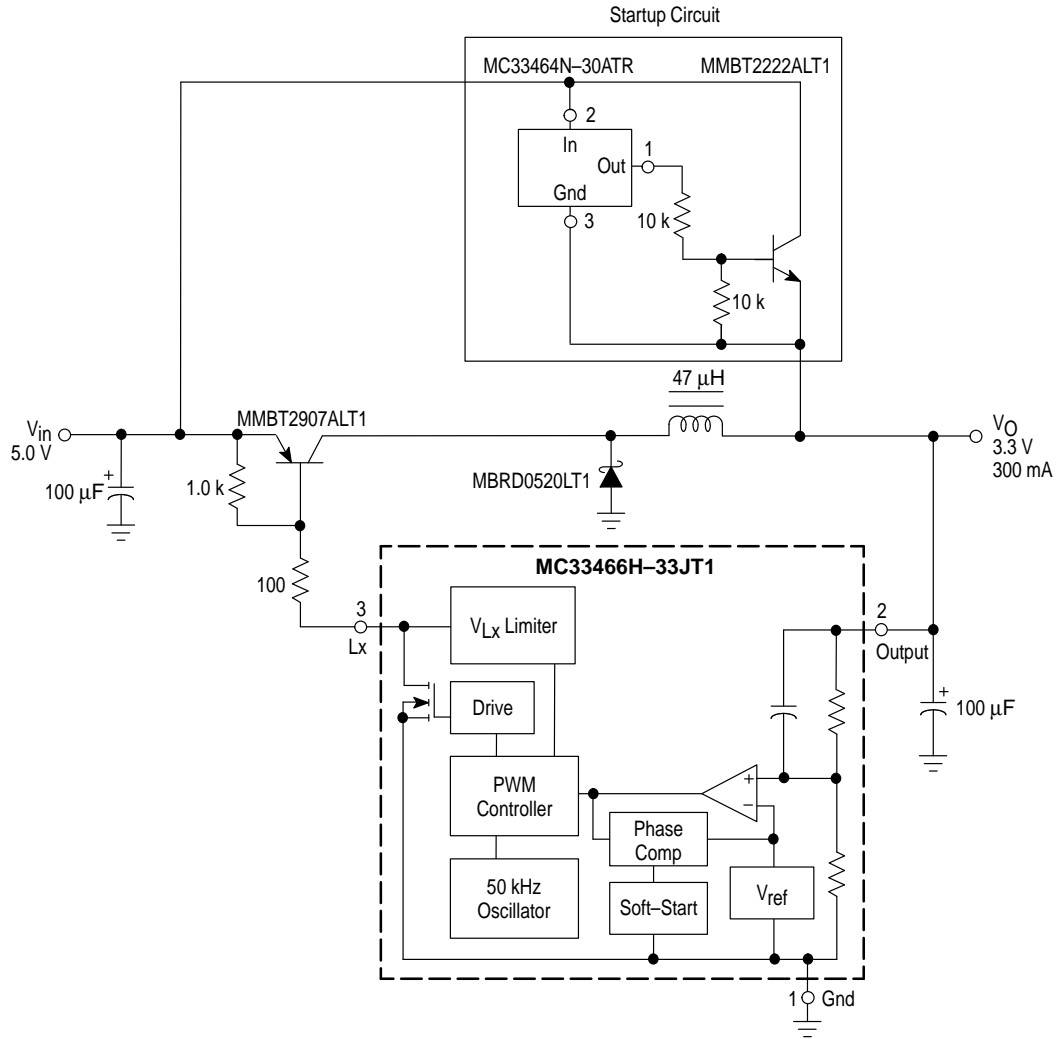 Startup Circuit
MC33464N–30ATR
MMBT2222ALT1
2
In
Out
1
Gnd
3
10 k
10 k
47 µH
Vin
5.0 V
MMBT2907ALT1
VO
3.3 V
300 mA
+
100 µF
1.0 k
MBRD0520LT1
100
MC33466H–33JT1
3
Lx
VLx Limiter
2
Output
Drive
+
100 µF
PWM
Controller
+
–
Phase
Comp
50 kHz
Oscillator
Soft–Start
Vref
1
Gnd